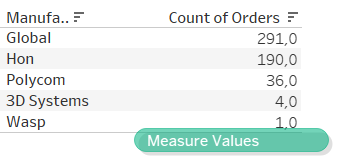 Manufa.. Count of Orders
Global 291,0
Hon 190,0
Polycom 36,0
3D Systems 4,0
Wasp 1,0
Measure Values